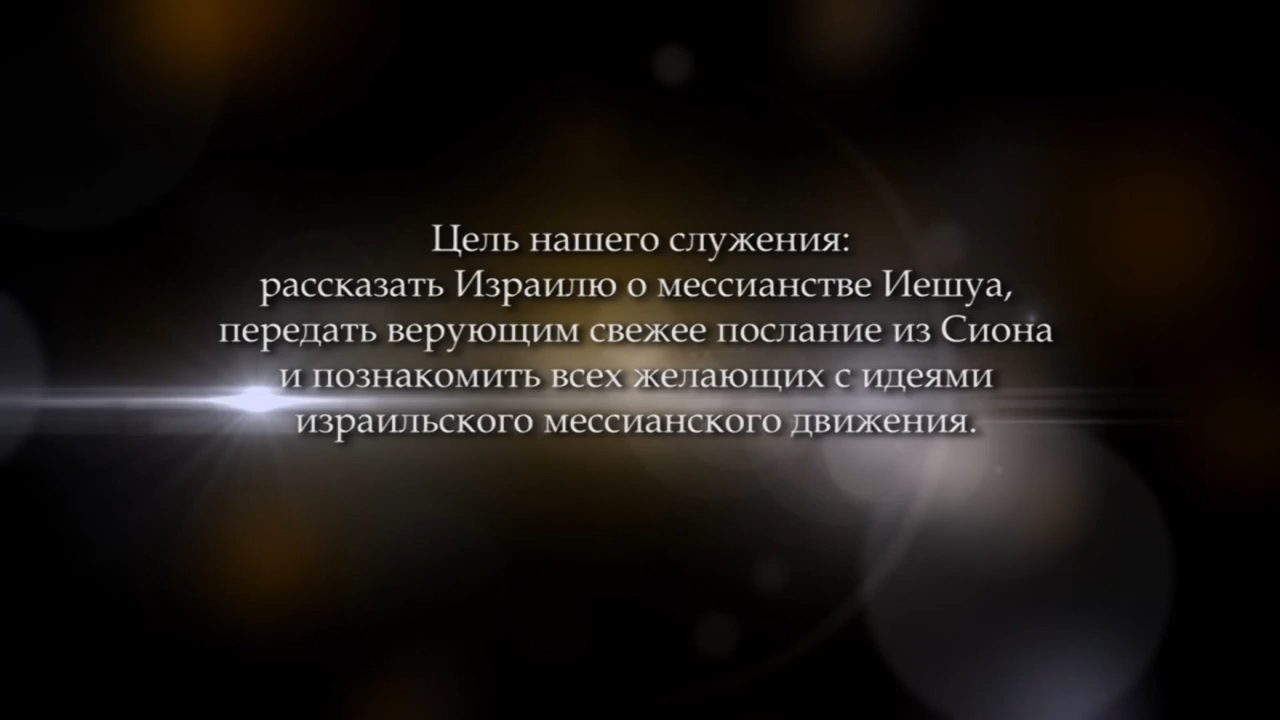 Цель нашего служения:
рассказать Израилю о мессианстве Иешуа,
передать верующим свежее послание из Сиона
и познакомить всех желающих с идеями
израильского мессианского движения.